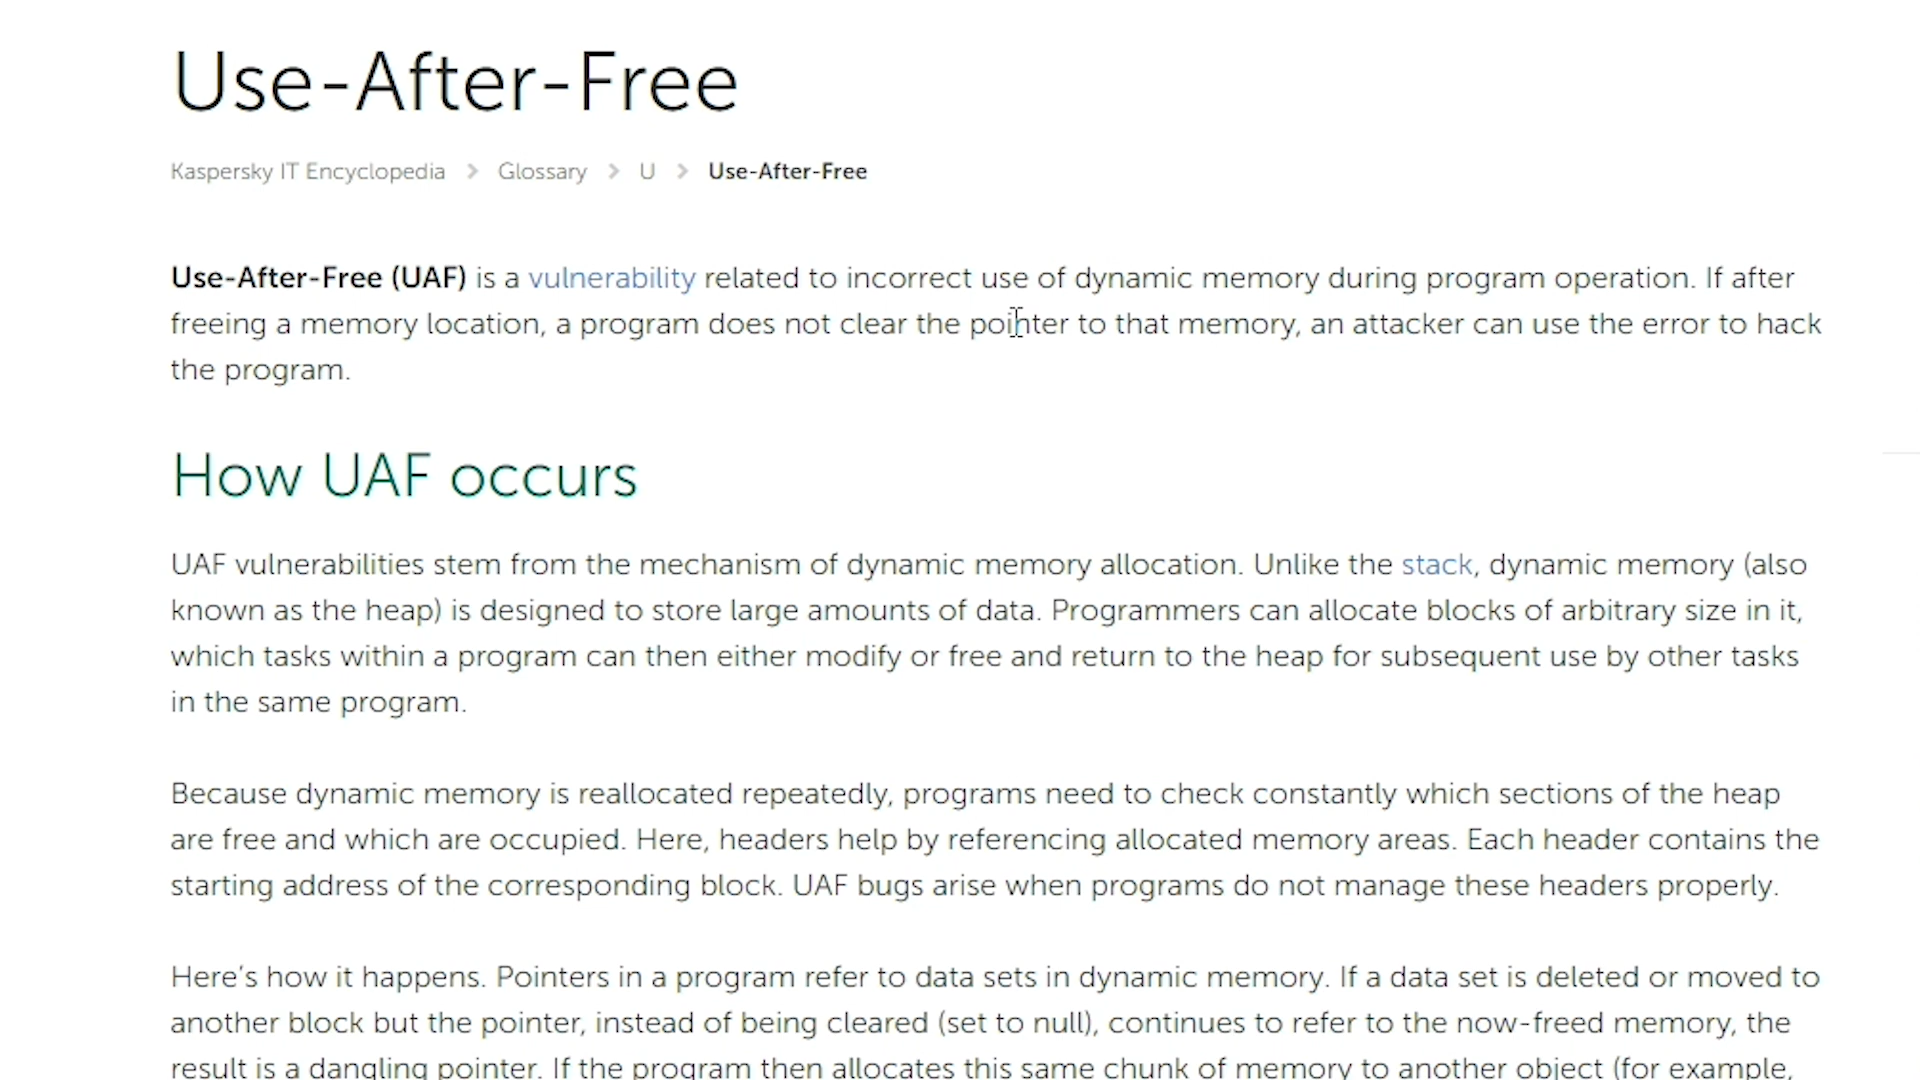 Use-After-Free
Kaspersky IT Encyclopedia > Glossary > U > Use-After-Free
Use-After-Free (UAF) is a vulnerability related to incorrect use of dynamic memory during program operation. If after
freeing a memory location, a program does not clear the pointer to that memory, an attacker can use the error to hack
the program.
How UAF occurs
UAF vulnerabilities stem from the mechanism of dynamic memory allocation. Unlike the stack, dynamic memory (also
known as the heap) is designed to store large amounts of data. Programmers can allocate blocks of arbitrary size in it,
which tasks within a program can then either modify or free and return to the heap for subsequent use by other tasks
in the same program.
Because dynamic memory is reallocated repeatedly, programs need to check constantly which sections of the heap
are free and which are occupied. Here, headers help by referencing allocated memory areas. Each header contains the
starting address of the corresponding block. UAF bugs arise when programs do not manage these headers properly.
Here’s how it happens. Pointers in a program refer to data sets in dynamic memory. If a data set is deleted or moved to
another block but the pointer, instead of being cleared (set to null), continues to refer to the now-freed memory, the
result is a dangling pointer. If the program then allocates this same chunk of memory to another object (for example,